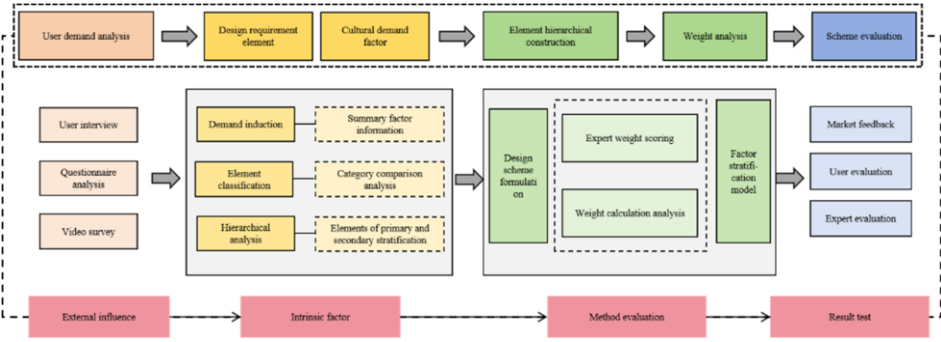 User demand analysis
Design requirement
element
Cultural demand
factor
Element hierarchical
construction
Weight analysis
Scheme evaluation
User interview
Questionnaire
analysis
Video survey
Demand induction
Summary factor
information
Element
classification
Category comparison
analysis
Hierarchical
analysis
Elements of primary and
secondary stratification
Design
scheme
formulati
on
Expert weight scoring
Weight calculation analysis
Factor
stratifi-
cation
model
Market feedback
User evaluation
Expert evaluation
External influence
Intrinsic factor
Method evaluation
Result test